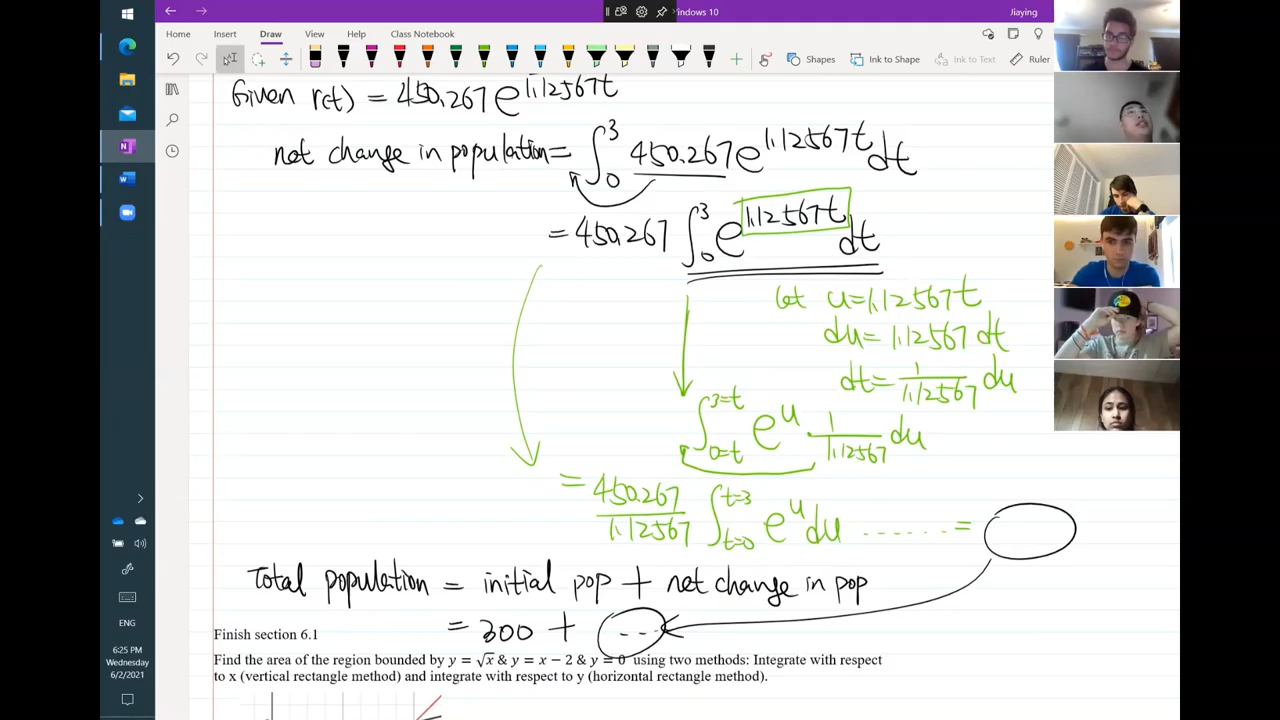 indows 10
Jiaying
Home Insert Draw View Help Class Notebook
Shapes Ink to Shape Ink to Text Ruler
Given r(t) = 450.267 e^1.12567t
net change in population = ∫₀³ 450.267 e^1.12567t dt
= 450.267 ∫₀³ e^1.12567t dt
let u = 1.12567t
du = 1.12567 dt
dt = 1/1.12567 du
∫_{0=t}^{3=t} e^u · 1/1.12567 du
= 450.267/1.12567 ∫_{t=0}^{t=3} e^u du ........ =
Total population = initial pop + net change in pop
= 300 + ...
Finish section 6.1
Find the area of the region bounded by y = √x & y = x − 2 & y = 0 using two methods: Integrate with respect
to x (vertical rectangle method) and integrate with respect to y (horizontal rectangle method).
ENG
6:25 PM
Wednesday
6/2/2021